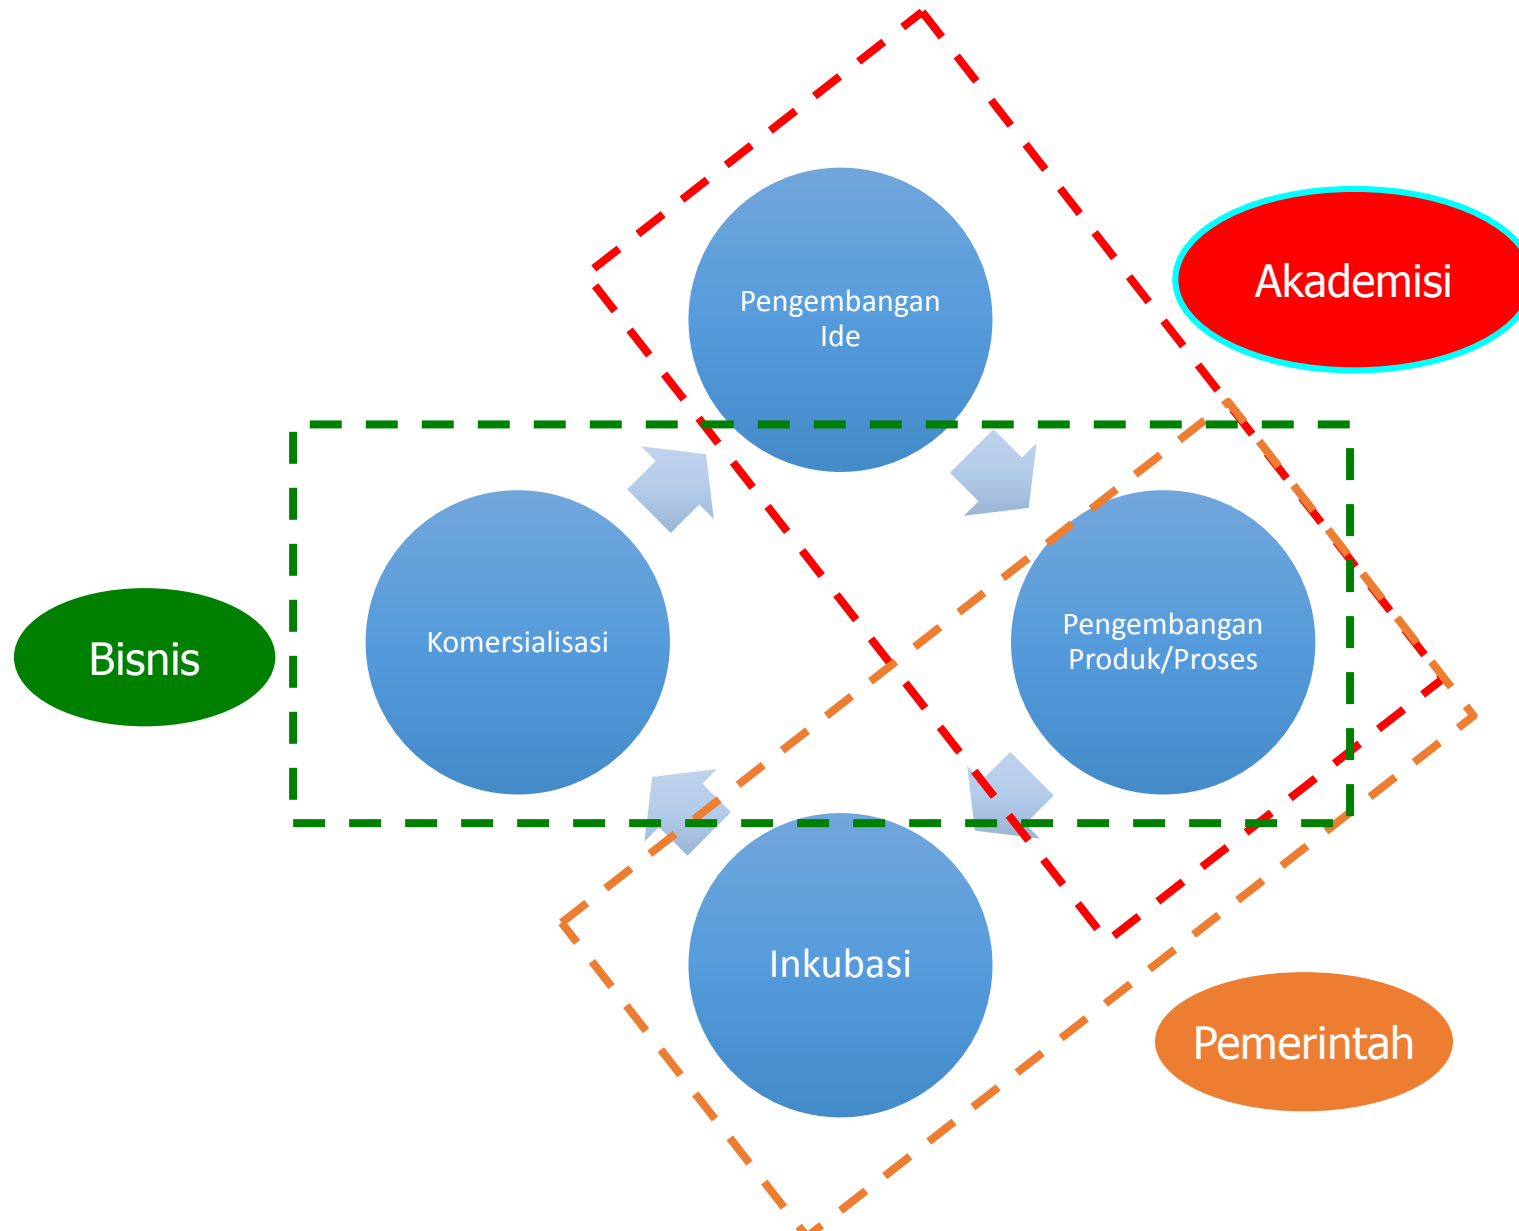 Pengembangan
Ide
Akademisi
Komersialisasi
Pengembangan
Produk/Proses
Bisnis
Inkubasi
Pemerintah